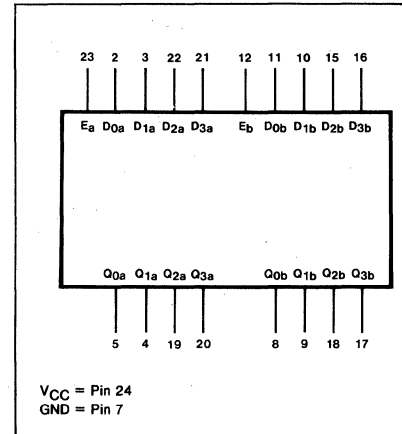 23 2 3 22 21 12 11 10 15 16
Ea D0a D1a D2a D3a Eb D0b D1b D2b D3b
Q0a Q1a Q2a Q3a Q0b Q1b Q2b Q3b
5 4 19 20 8 9 18 17
VCC = Pin 24
GND = Pin 7